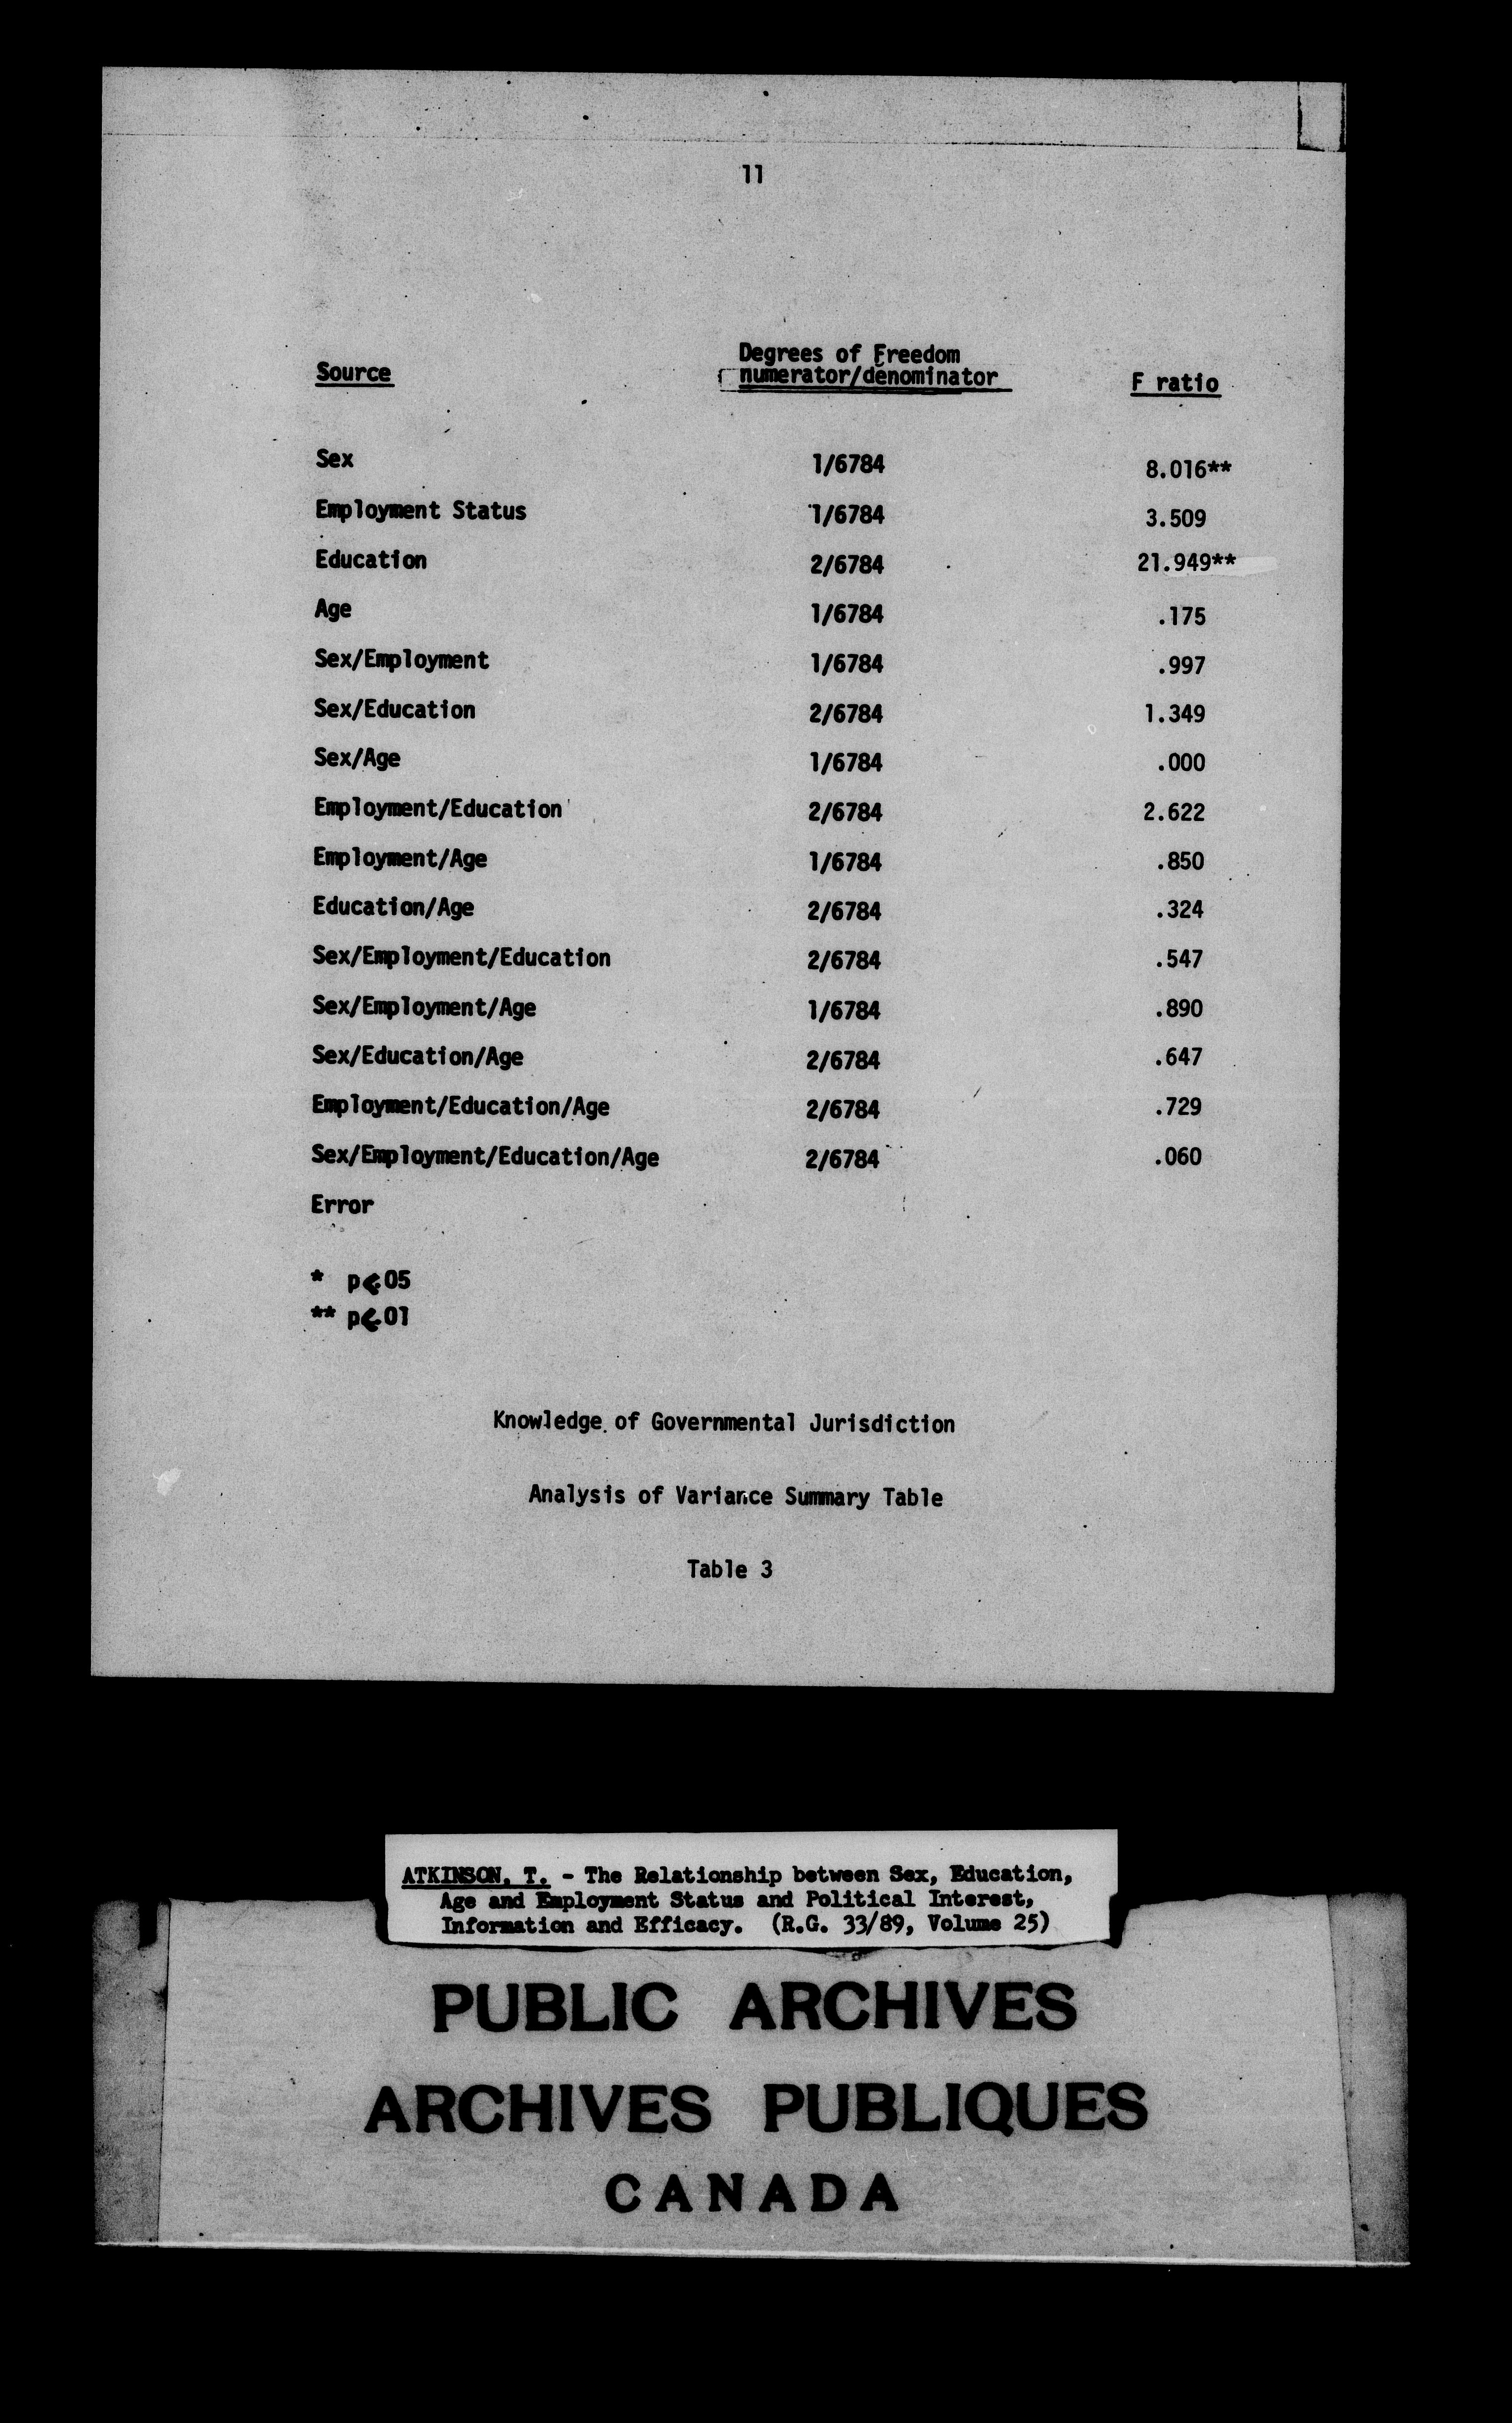 11
Source Degrees of Freedom numerator/denominator F ratio
Sex 1/6784 8.016**
Employment Status 1/6784 3.509
Education 2/6784 21.949**
Age 1/6784 .175
Sex/Employment 1/6784 .997
Sex/Education 2/6784 1.349
Sex/Age 1/6784 .000
Employment/Education 2/6784 2.622
Employment/Age 1/6784 .850
Education/Age 2/6784 .324
Sex/Employment/Education 2/6784 .547
Sex/Employment/Age 1/6784 .890
Sex/Education/Age 2/6784 .647
Employment/Education/Age 2/6784 .729
Sex/Employment/Education/Age 2/6784 .060
Error
* p<.05
** p<.01
Knowledge of Governmental Jurisdiction
Analysis of Variance Summary Table
Table 3
ATKINSON, T. - The Relationship between Sex, Education,
Age and Employment Status and Political Interest,
Information and Efficacy. (R.G. 33/89, Volume 25)
PUBLIC ARCHIVES
ARCHIVES PUBLIQUES
CANADA